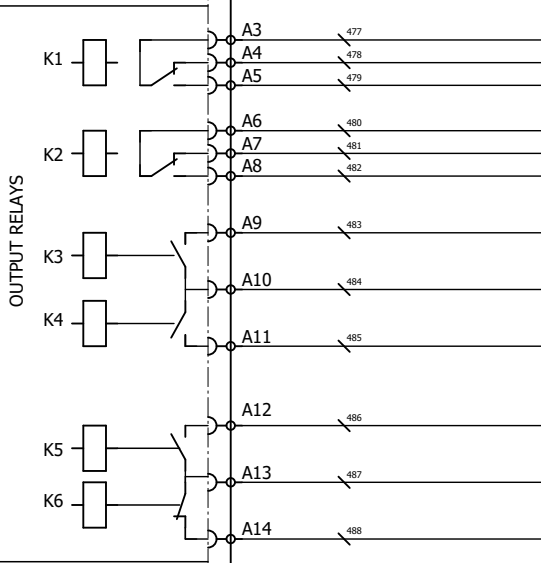 OUTPUT RELAYS
K1
A3 477
A4 478
A5 479
K2
A6 480
A7 481
A8 482
K3
A9 483
A10 484
K4
A11 485
K5
A12 486
A13 487
K6
A14 488